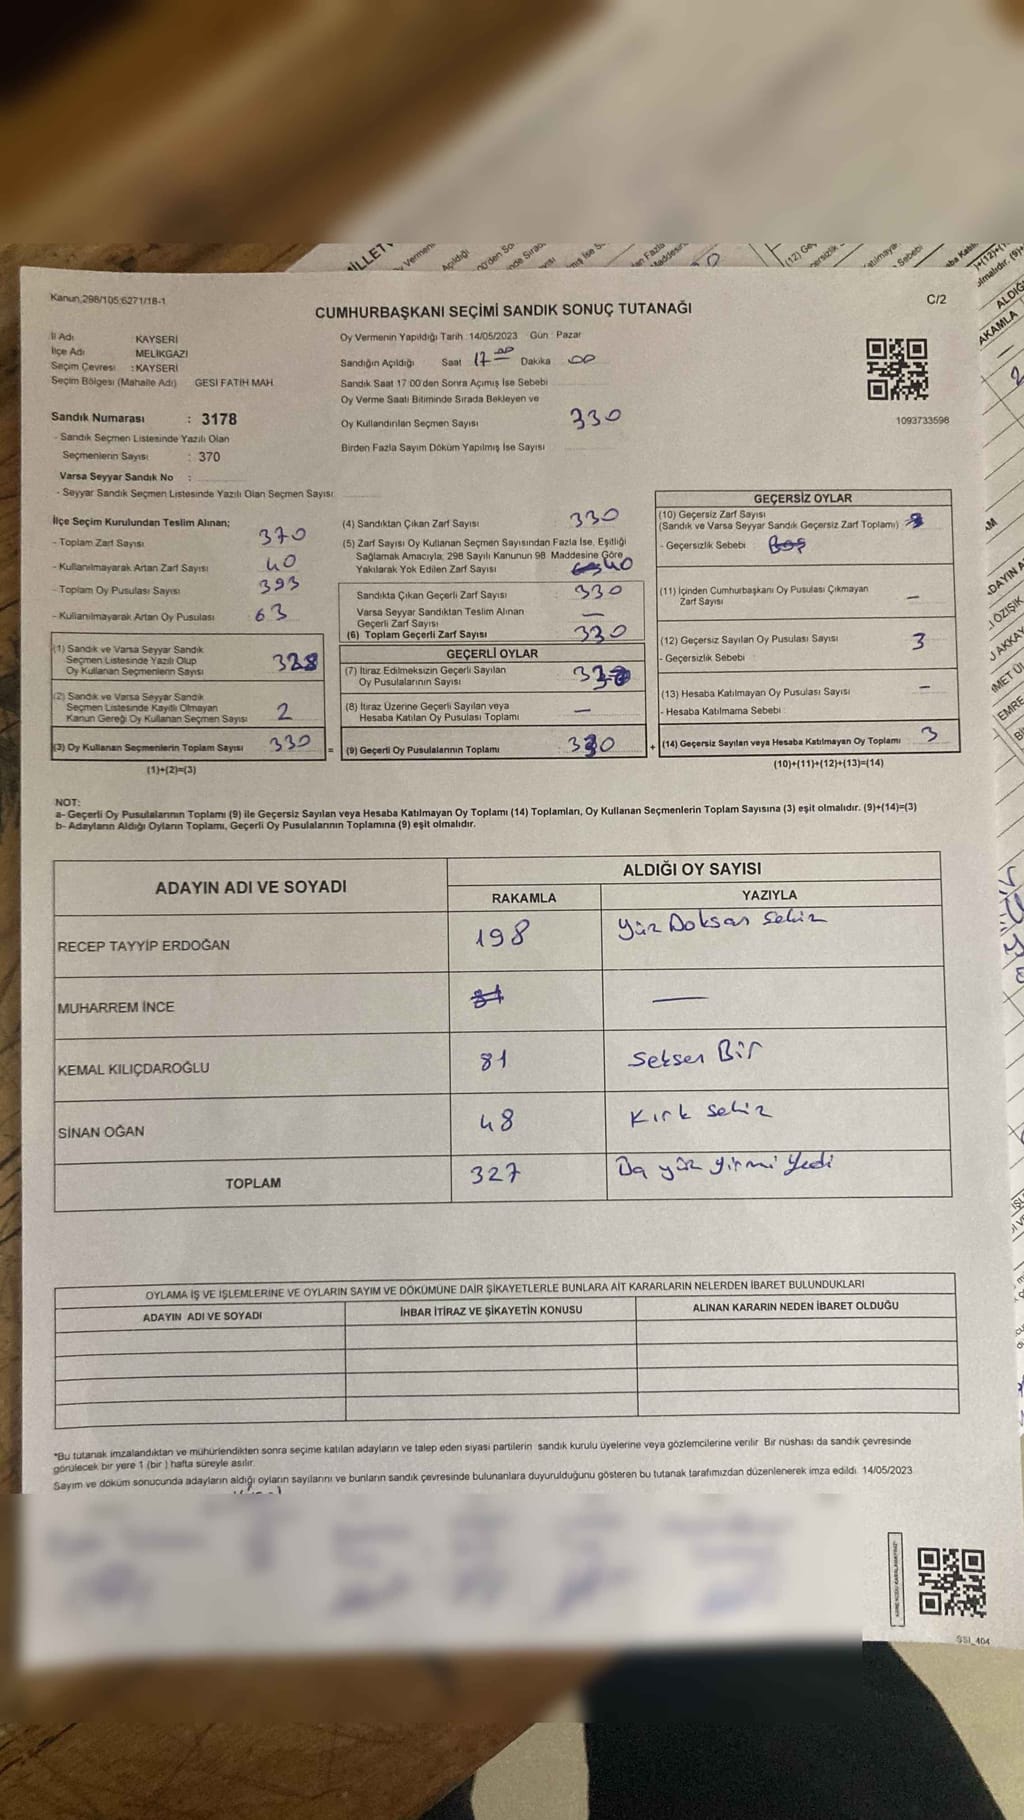 Kanun;298/105;6271/18-1
C/2
CUMHURBAŞKANI SEÇİMİ SANDIK SONUÇ TUTANAĞI
İl Adı : KAYSERİ
İlçe Adı : MELİKGAZİ
Seçim Çevresi : KAYSERİ
Seçim Bölgesi (Mahalle Adı) GESİ FATİH MAH.
Oy Vermenin Yapıldığı Tarih 14/05/2023 Gün Pazar
Sandığın Açıldığı Saat 17 00 Dakika 00
Sandık Saat 17:00'den Sonra Açımış İse Sebebi
Oy Verme Saati Bitiminde Sırada Bekleyen ve
Oy Kullandırılan Seçmen Sayısı 330
Birden Fazla Sayım Döküm Yapılmış İse Sayısı
1093733598
Sandık Numarası : 3178
- Sandık Seçmen Listesinde Yazılı Olan
Seçmenlerin Sayısı : 370
Varsa Seyyar Sandık No :
- Seyyar Sandık Seçmen Listesinde Yazılı Olan Seçmen Sayısı
İlçe Seçim Kurulundan Teslim Alınan;
- Toplam Zarf Sayısı 370
- Kullanılmayarak Artan Zarf Sayısı 40
- Toplam Oy Pusulası Sayısı 393
- Kullanılmayarak Artan Oy Pusulası 63
(1) Sandık ve Varsa Seyyar Sandık
Seçmen Listesinde Yazılı Olup
Oy Kullanan Seçmenlerin Sayısı 328
(2) Sandık ve Varsa Seyyar Sandık
Seçmen Listesinde Kayıtlı Olmayan
Kanun Gereği Oy Kullanan Seçmen Sayısı 2
(3) Oy Kullanan Seçmenlerin Toplam Sayısı 330
(1)+(2)=(3)
(4) Sandıktan Çıkan Zarf Sayısı 330
(5) Zarf Sayısı Oy Kullanan Seçmen Sayısından Fazla İse, Eşitliği
Sağlamak Amacıyla; 298 Sayılı Kanunun 98. Maddesine Göre
Yakılarak Yok Edilen Zarf Sayısı 40
Sandıkta Çıkan Geçerli Zarf Sayısı 330
Varsa Seyyar Sandıktan Teslim Alınan
Geçerli Zarf Sayısı —
(6) Toplam Geçerli Zarf Sayısı 330
GEÇERLİ OYLAR
(7) İtiraz Edilmeksizin Geçerli Sayılan
Oy Pusulalarının Sayısı
(8) İtiraz Üzerine Geçerli Sayılan veya
Hesaba Katılan Oy Pusulası Toplamı —
= (9) Geçerli Oy Pusulalarının Toplamı
GEÇERSİZ OYLAR
(10) Geçersiz Zarf Sayısı
(Sandık ve Varsa Seyyar Sandık Geçersiz Zarf Toplamı)
- Geçersizlik Sebebi : Boş
(11) İçinden Cumhurbaşkanı Oy Pusulası Çıkmayan
Zarf Sayısı —
(12) Geçersiz Sayılan Oy Pusulası Sayısı 3
- Geçersizlik Sebebi :
(13) Hesaba Katılmayan Oy Pusulası Sayısı —
- Hesaba Katılmama Sebebi :
+ (14) Geçersiz Sayılan veya Hesaba Katılmayan Oy Toplamı 3
(10)+(11)+(12)+(13)=(14)
NOT:
a- Geçerli Oy Pusulalarının Toplamı (9) ile Geçersiz Sayılan veya Hesaba Katılmayan Oy Toplamı (14) Toplamları, Oy Kullanan Seçmenlerin Toplam Sayısına (3) eşit olmalıdır. (9)+(14)=(3)
b- Adayların Aldığı Oyların Toplamı, Geçerli Oy Pusulalarının Toplamına (9) eşit olmalıdır.
ADAYIN ADI VE SOYADI
ALDIĞI OY SAYISI
RAKAMLA YAZIYLA
RECEP TAYYİP ERDOĞAN 198 Yüz Doksan Sekiz
MUHARREM İNCE —
KEMAL KILIÇDAROĞLU 81 Seksen Bir
SİNAN OĞAN 48 Kırk Sekiz
TOPLAM 327 yüz Yirmi Yedi
OYLAMA İŞ VE İŞLEMLERİNE VE OYLARIN SAYIM VE DÖKÜMÜNE DAİR ŞİKAYETLERLE BUNLARA AİT KARARLARIN NELERDEN İBARET BULUNDUKLARI
ADAYIN ADI VE SOYADI İHBAR İTİRAZ VE ŞİKAYETİN KONUSU ALINAN KARARIN NEDEN İBARET OLDUĞU
*Bu tutanak imzalandıktan ve mühürlendikten sonra seçime katılan adayların ve talep eden siyasi partilerin sandık kurulu üyelerine veya gözlemcilerine verilir. Bir nüshası da sandık çevresinde
görülecek bir yere 1 (bir ) hafta süreyle asılır.
Sayım ve döküm sonucunda adayların aldığı oyların sayılarını ve bunların sandık çevresinde bulunanlara duyurulduğunu gösteren bu tutanak tarafımızdan düzenlenerek imza edildi. 14/05/2023
SSI_404